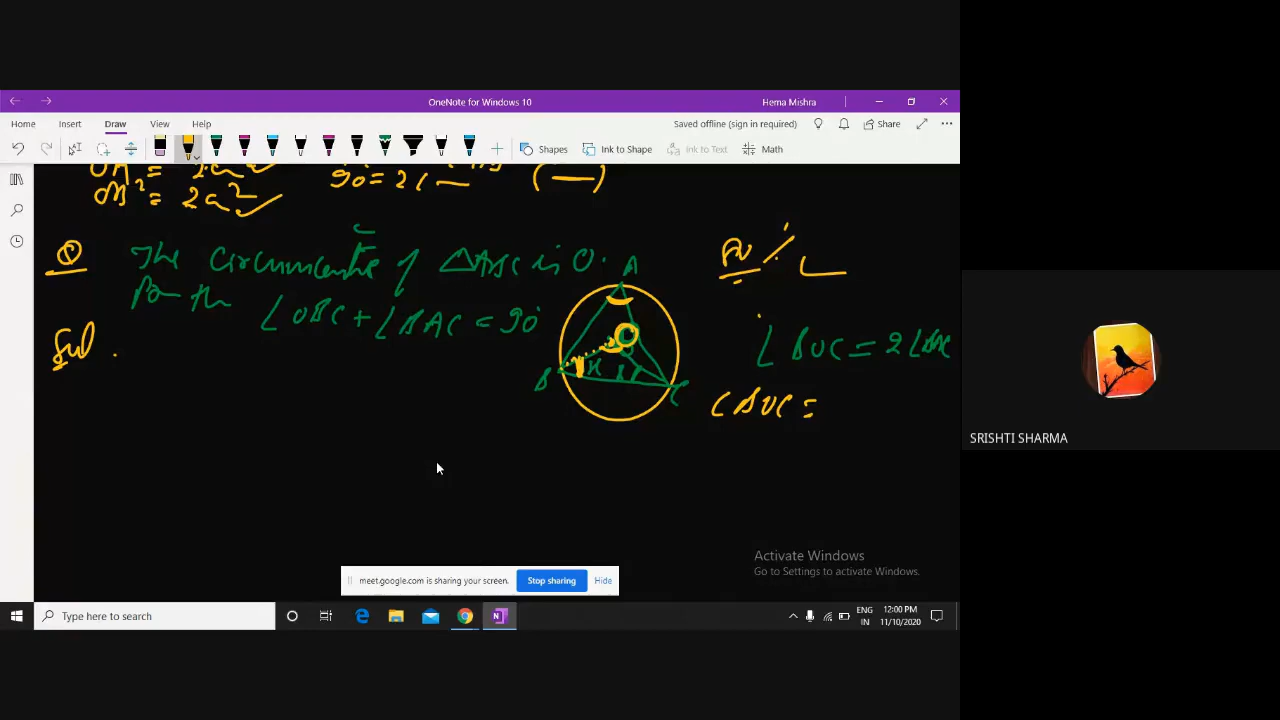 OneNote for Windows 10
Hema Mishra
Home Insert Draw View Help
Saved offline (sign in required)
Share
Shapes
Ink to Shape
Ink to Text
Math
= 2a²
= 2a²
90 = 2
Q The Circumcentre of △ABC is O.
∠OBC + ∠BAC = 90°
Sol.
A
B
C
x
∠BOC = 2∠BAC
∠BOC =
SRISHTI SHARMA
Activate Windows
Go to Settings to activate Windows.
meet.google.com is sharing your screen.
Stop sharing
Hide
Type here to search
ENG
IN
12:00 PM
11/10/2020